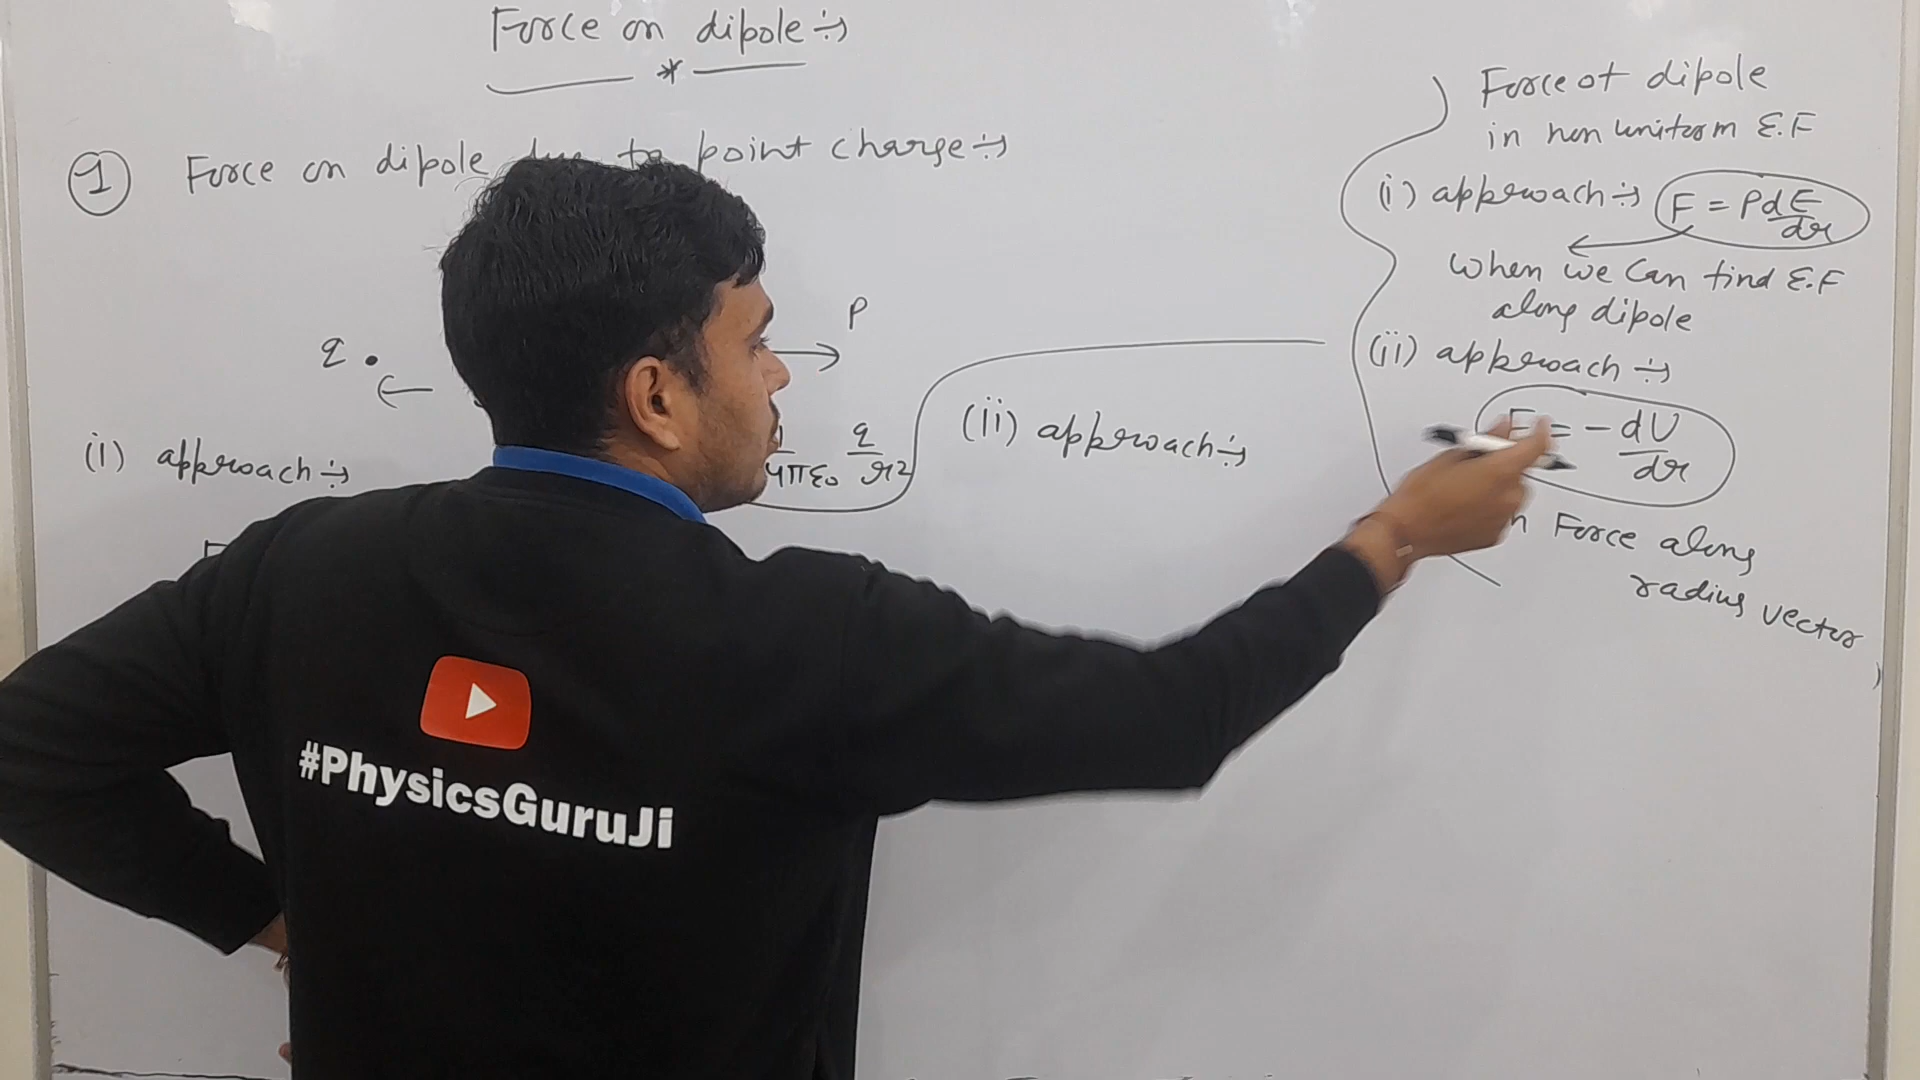 Force on dipole :→
*
1 Force on dipole due to point charge :→
q .
P
(i) approach :→
4πε₀ q/r²
(ii) approach :→
Force of dipole
in non uniform E.F
(i) approach :→ F = P dE/dr
When we Can find E.F
along dipole
(ii) approach :→
F = - dU/dr
Force along
radius vector
#PhysicsGuruJi